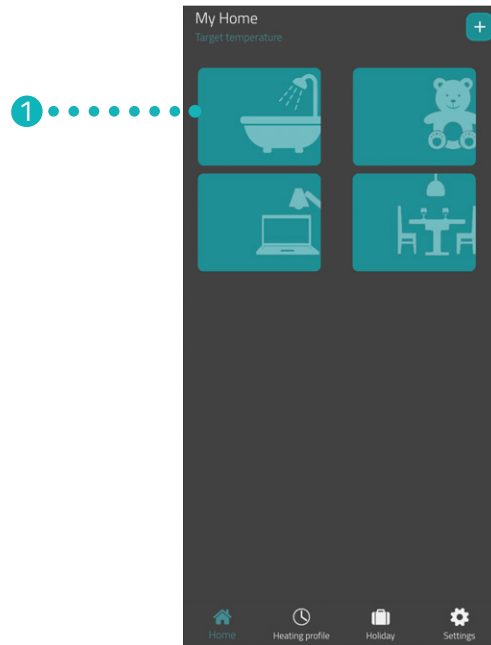 My Home
Target temperature
+
1
Home
Heating profile
Holiday
Settings